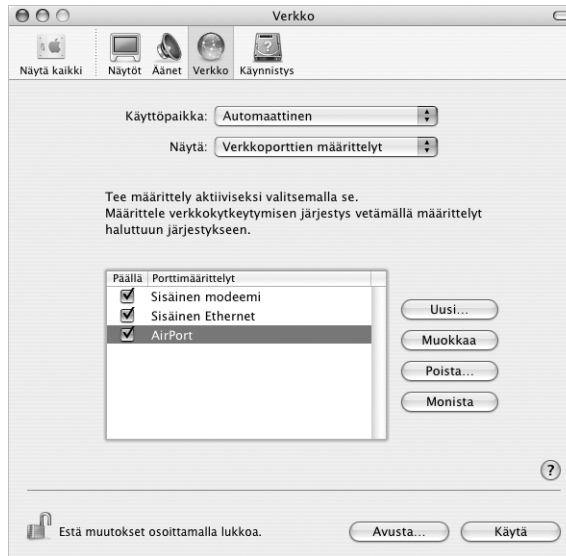 Verkko
Näytä kaikki Näytöt Äänet Verkko Käynnistys
Käyttöpaikka: Automaattinen
Näytä: Verkkoporttien määrittelyt
Tee määrittely aktiiviseksi valitsemalla se.
Määrittele verkkokytkeytymisen järjestys vetämällä määrittelyt
haluttuun järjestykseen.
Päällä Porttimäärittelyt
Sisäinen modeemi
Sisäinen Ethernet
AirPort
Uusi...
Muokkaa
Poista...
Monista
?
Estä muutokset osoittamalla lukkoa.
Avusta... Käytä